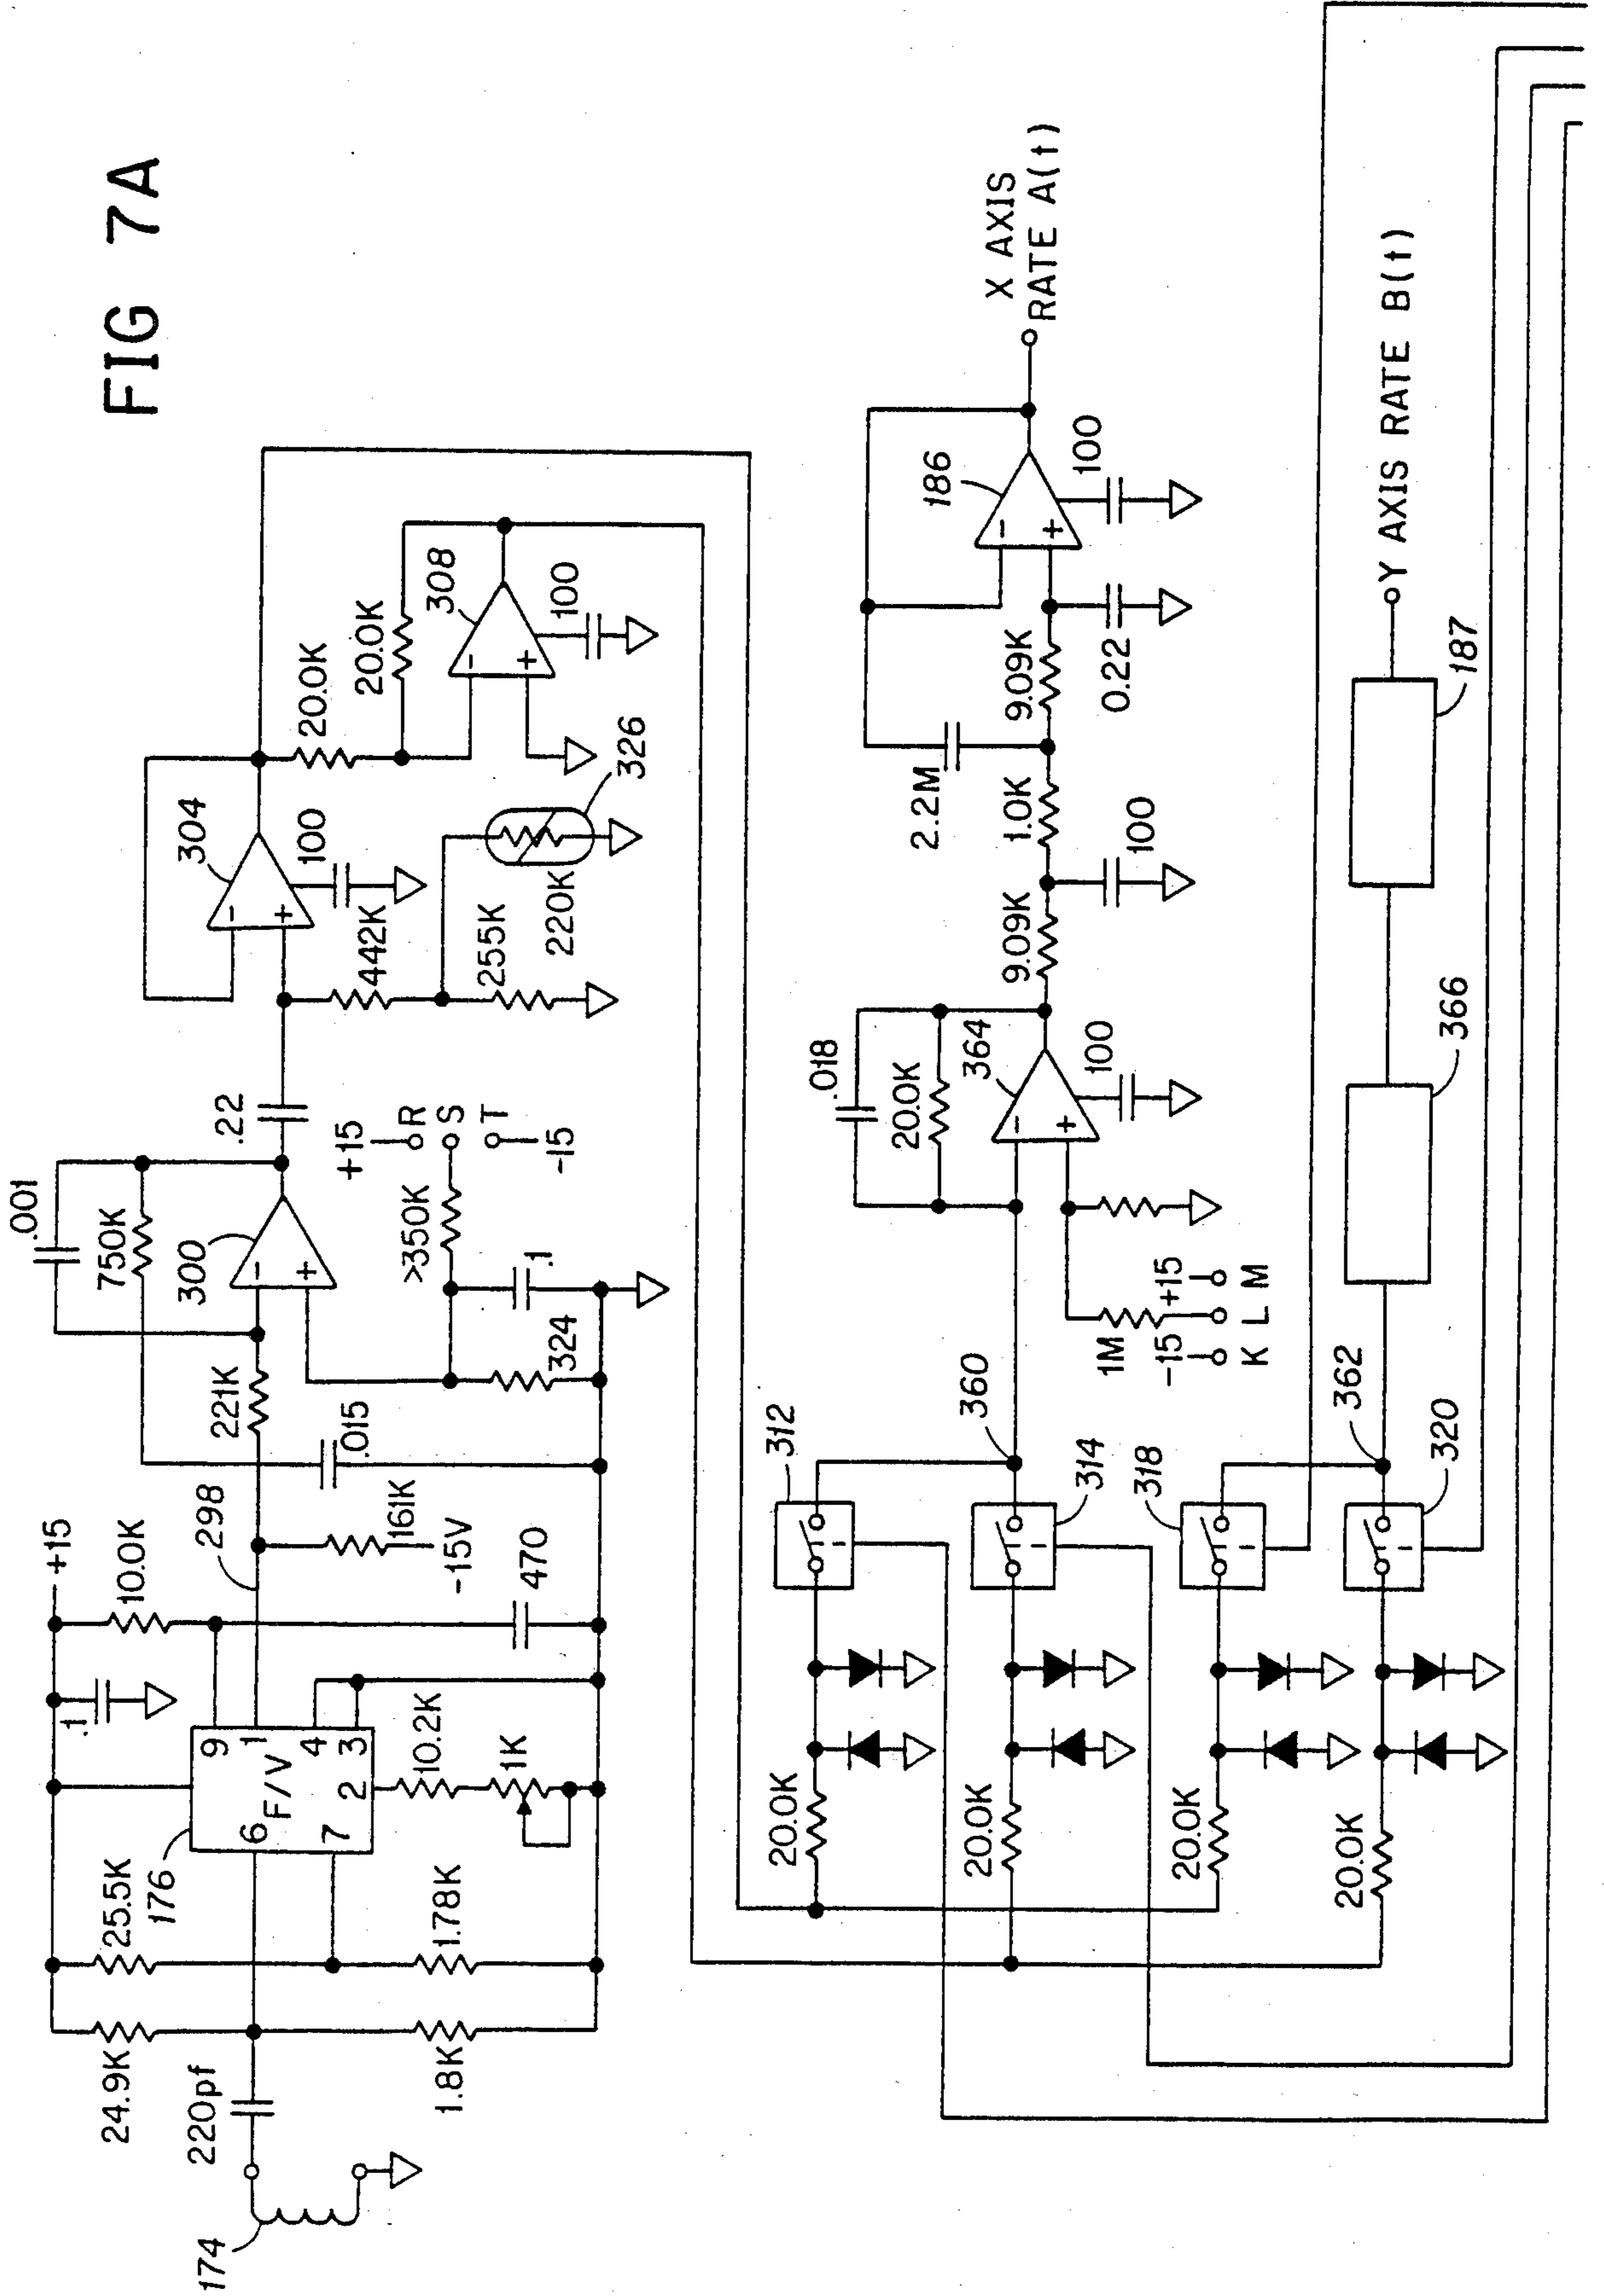 FIG 7A
+15
24.9K
25.5K
176
.1
10.0K
298
221K
.001
750K
300
.22
+15
R
S
T
-15
>350K
.1
324
.015
161K
-15V
470
9
1
4
3
2
6
7
F/V
10.2K
1K
1.78K
1.8K
220pf
174
-
+
304
-
+
100
442K
255K
220K
326
20.0K
20.0K
308
-
+
100
312
20.0K
360
314
20.0K
318
20.0K
362
320
20.0K
.018
20.0K
364
-
+
100
1M
-15
+15
K
L
M
9.09K
100
1.0K
2.2M
9.09K
0.22
186
-
+
100
X AXIS
RATE A(t)
366
187
Y AXIS RATE B(t)